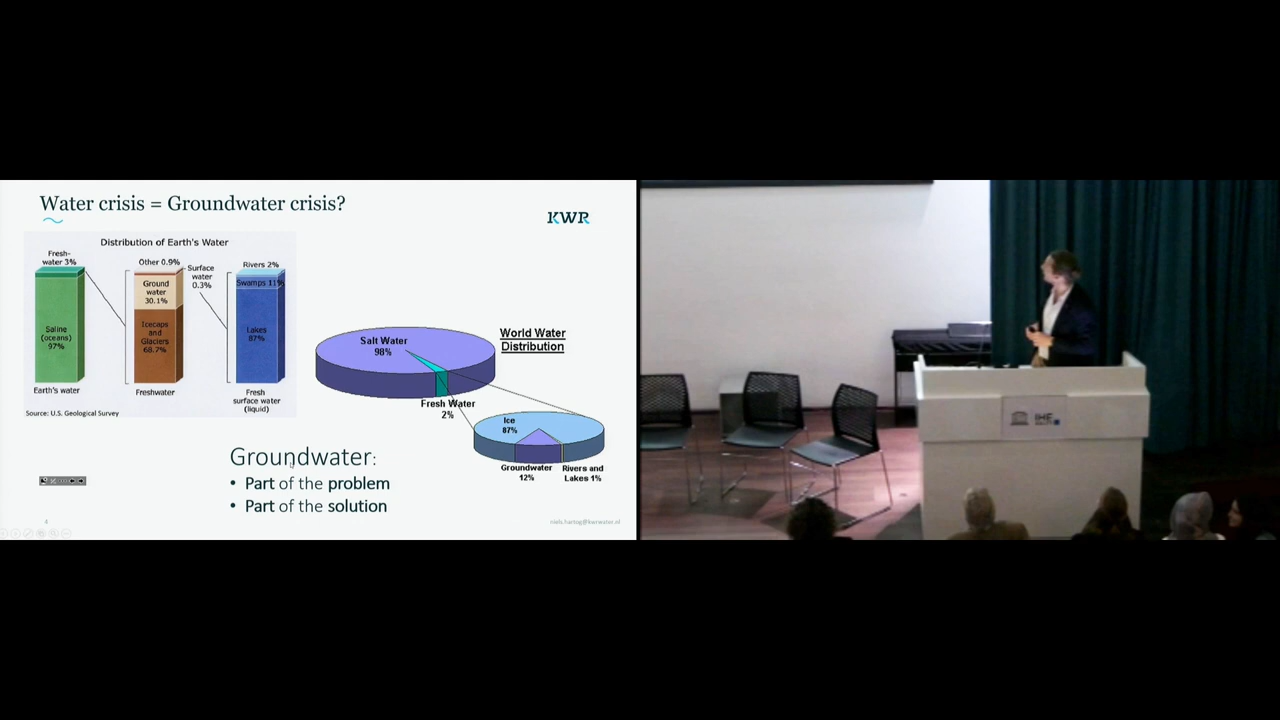 Water crisis = Groundwater crisis?
KWR
Distribution of Earth's Water
Fresh-
water 3%
Saline
(oceans)
97%
Earth's water
Other 0.9%
Ground
water
30.1%
Icecaps
and
Glaciers
68.7%
Freshwater
Surface
water
0.3%
Rivers 2%
Swamps 11%
Lakes
87%
Fresh
surface water
(liquid)
Source: U.S. Geological Survey
World Water
Distribution
Salt Water
98%
Fresh Water
2%
Ice
87%
Groundwater
12%
Rivers and
Lakes 1%
Groundwater:
• Part of the problem
• Part of the solution
niels.hartog@kwrwater.nl
IHE